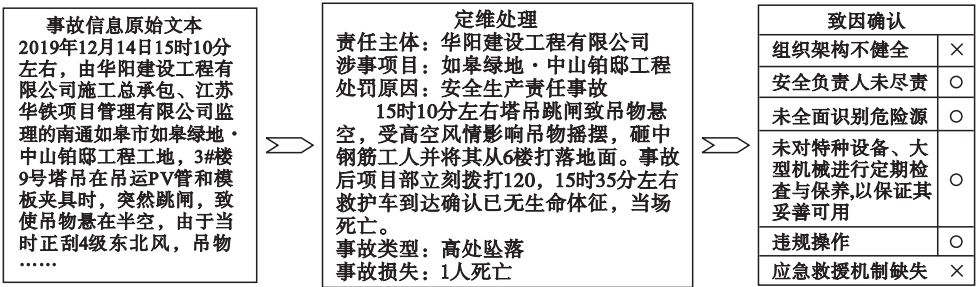 事故信息原始文本
2019年12月14日15时10分
左右，由华阳建设工程有
限公司施工总承包、江苏
华铁项目管理有限公司监
理的南通如皋市如皋绿地·
中山铂邸工程工地，3#楼
9号塔吊在吊运PV管和模
板夹具时，突然跳闸，致
使吊物悬在半空，由于当
时正刮4级东北风，吊物
……
定维处理
责任主体：华阳建设工程有限公司
涉事项目：如皋绿地·中山铂邸工程
处罚原因：安全生产责任事故
15时10分左右塔吊跳闸致吊物悬
空，受高空风情影响吊物摇摆，砸中
钢筋工人并将其从6楼打落地面。事故
后项目部立刻拨打120，15时35分左右
救护车到达确认已无生命体征，当场
死亡。
事故类型：高处坠落
事故损失：1人死亡
致因确认
组织架构不健全 ×
安全负责人未尽责 ○
未全面识别危险源 ○
未对特种设备、大
型机械进行定期检
查与保养,以保证其 ○
妥善可用
违规操作 ○
应急救援机制缺失 ×